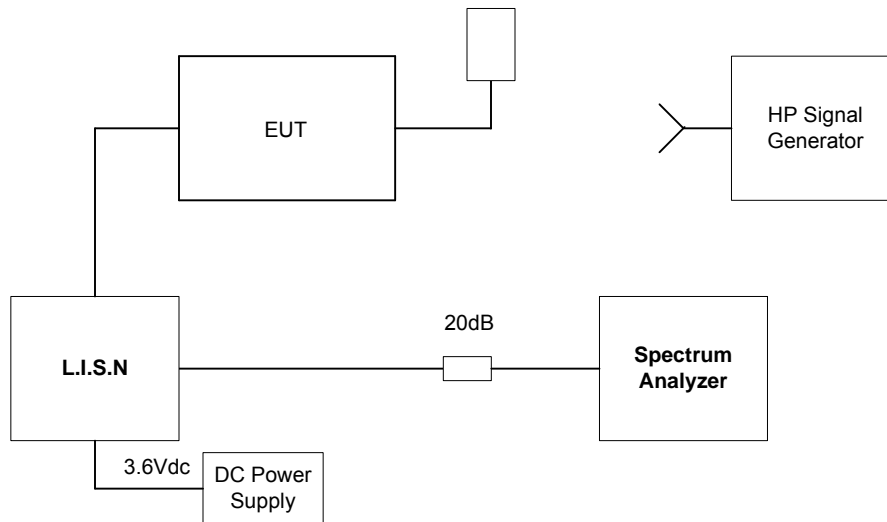 EUT
HP Signal
Generator
20dB
L.I.S.N
Spectrum
Analyzer
3.6Vdc
DC Power
Supply